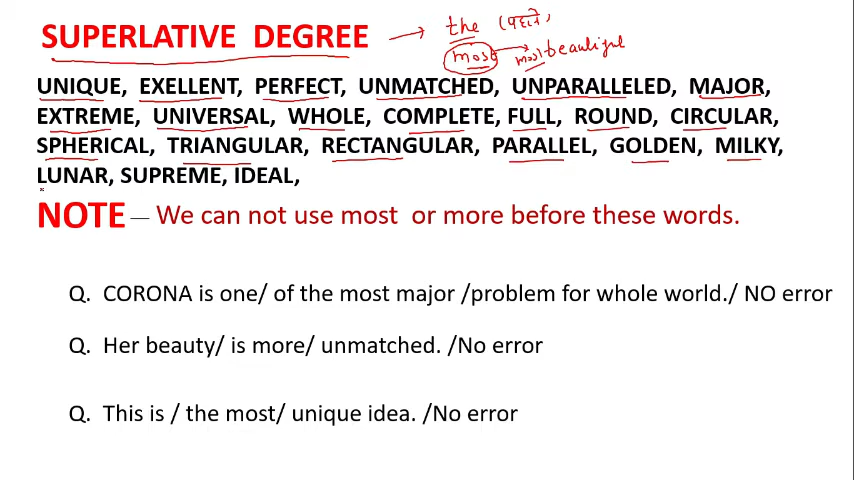 SUPERLATIVE DEGREE the (पहले)
most most beautiful
UNIQUE, EXELLENT, PERFECT, UNMATCHED, UNPARALLELED, MAJOR,
EXTREME, UNIVERSAL, WHOLE, COMPLETE, FULL, ROUND, CIRCULAR,
SPHERICAL, TRIANGULAR, RECTANGULAR, PARALLEL, GOLDEN, MILKY,
LUNAR, SUPREME, IDEAL,
NOTE — We can not use most or more before these words.
Q. CORONA is one/ of the most major /problem for whole world./ NO error
Q. Her beauty/ is more/ unmatched. /No error
Q. This is / the most/ unique idea. /No error